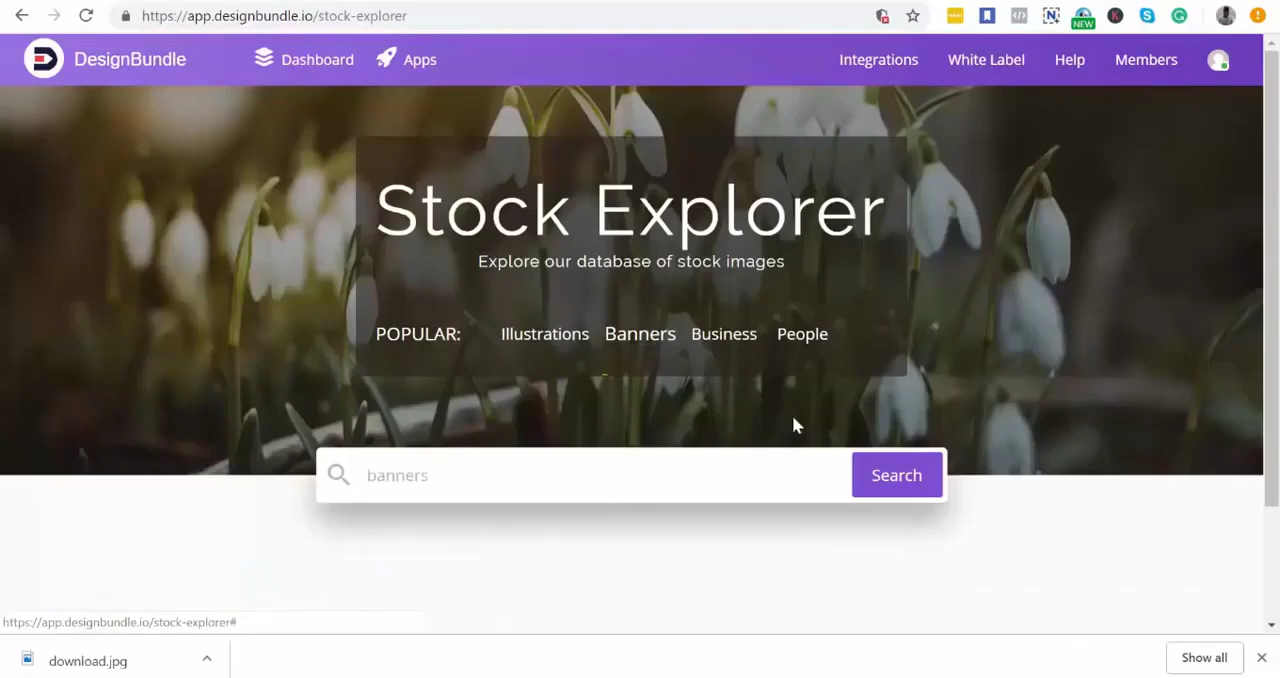 https://app.designbundle.io/stock-explorer
NEW
K
DesignBundle
Dashboard
Apps
Integrations
White Label
Help
Members
Stock Explorer
Explore our database of stock images
POPULAR: Illustrations Banners Business People
banners
Search
https://app.designbundle.io/stock-explorer#
download.jpg
Show all